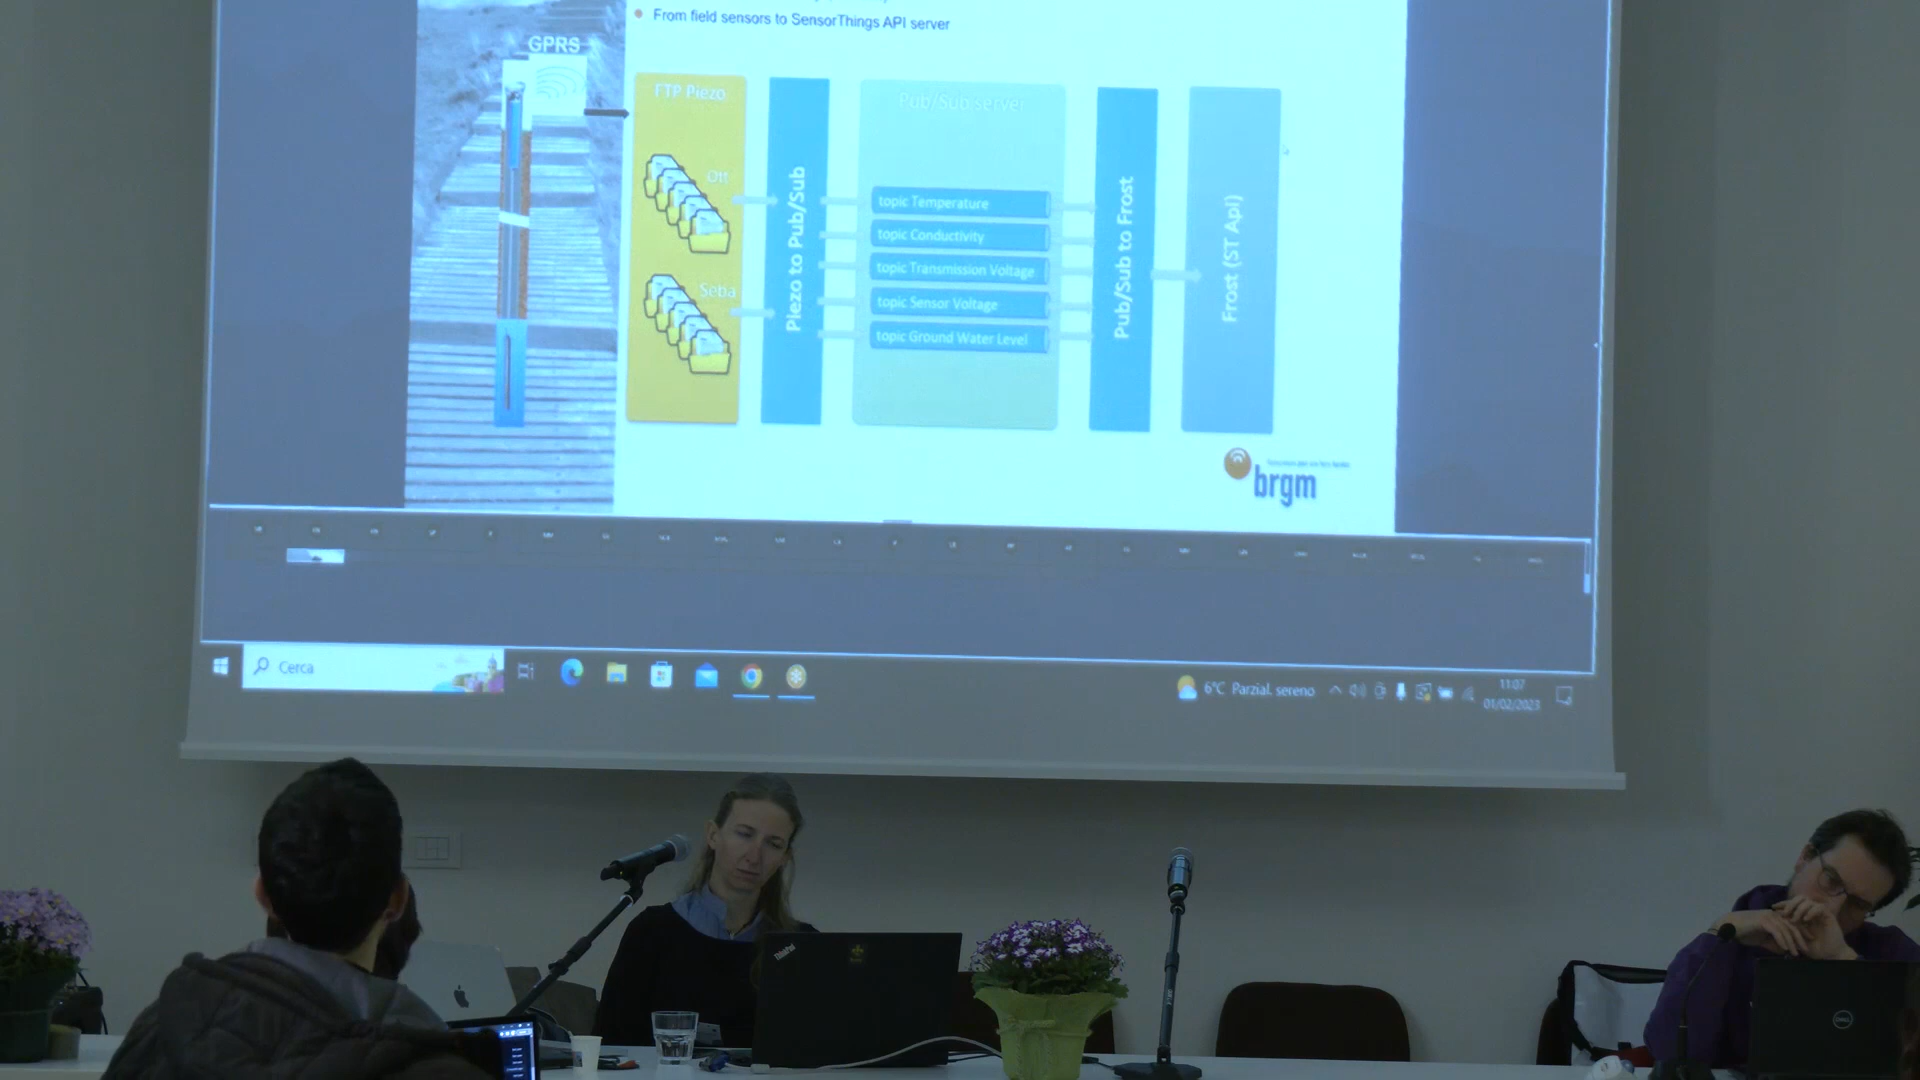 From field sensors to SensorThings API server
GPRS
FTP Piezo
Ott
Seba
Piezo to Pub/Sub
Pub/Sub server
topic Temperature
topic Conductivity
topic Transmission Voltage
topic Sensor Voltage
topic Ground Water Level
Pub/Sub to Frost
Frost (ST Api)
brgm
Cerca
6°C Parzial. sereno
11:07
01/02/2023
ThinkPad
DELL